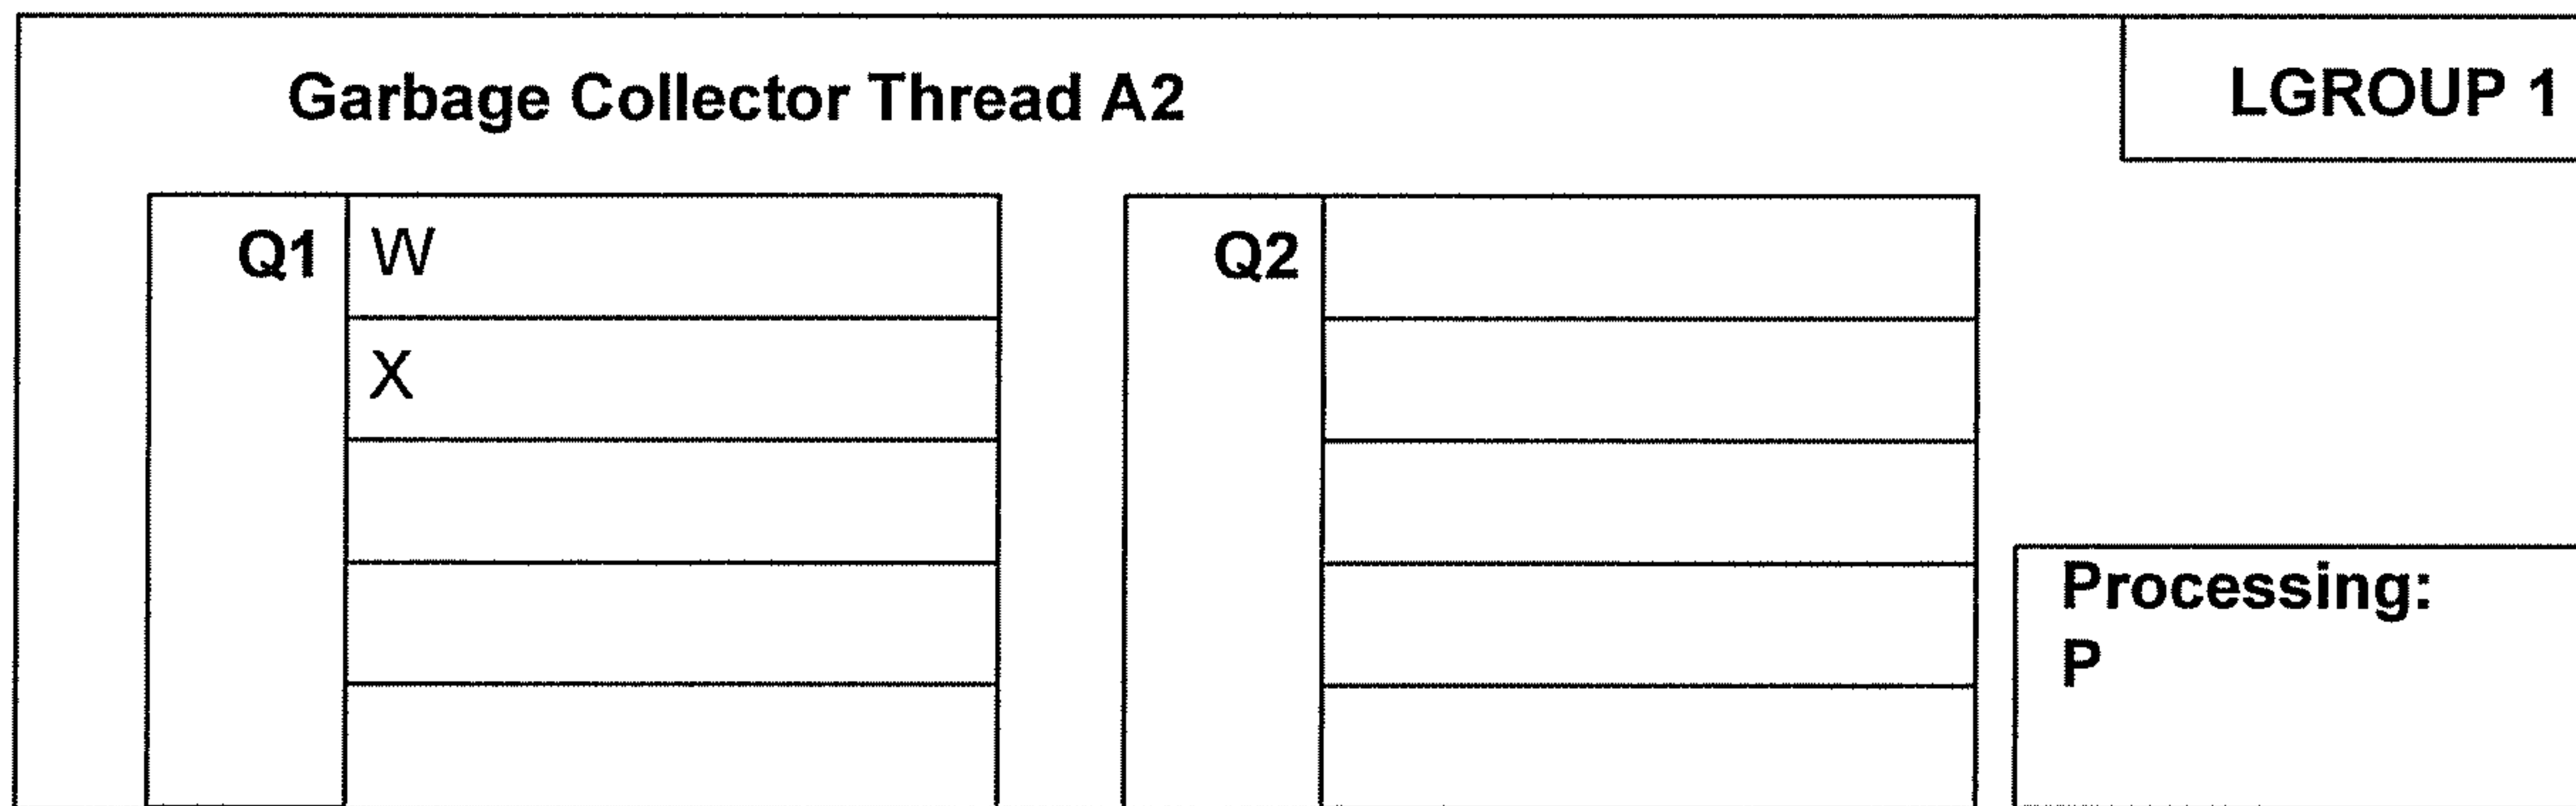 Garbage Collector Thread A2
LGROUP 1
Q1
W
X
Q2
Processing:
P